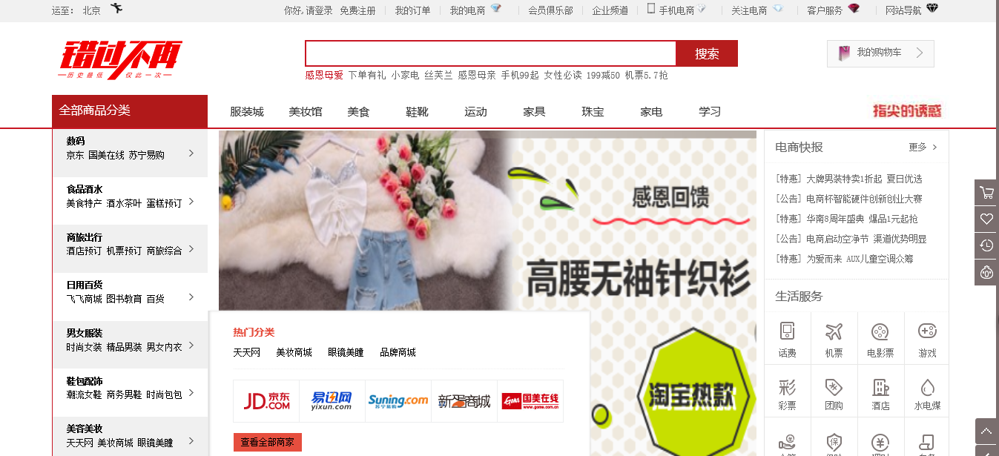 运至： 北京
你好,请登录 免费注册 我的订单 我的电商 会员俱乐部 企业频道 手机电商 关注电商 客户服务 网站导航
错过不再
历史最低 仅此一次
搜索
我的购物车
感恩母爱 下单有礼 小家电 丝芙兰 感恩母亲 手机99起 女性必读 199减50 机票5.7抢
全部商品分类
服装城 美妆馆 美食 鞋靴 运动 家具 珠宝 家电 学习
指尖的诱惑
数码
京东 国美在线 苏宁易购
食品酒水
美食特产 酒水茶叶 蛋糕预订
商旅出行
酒店预订 机票预订 商旅综合
日用百货
飞飞商城 图书教育 百货
男女服装
时尚女装 精品男装 男女内衣
鞋包配饰
潮流女鞋 商务男鞋 时尚包包
美容美妆
天天网 美妆商城 眼镜美瞳
感恩回馈
高腰无袖针织衫
淘宝热款
热门分类
天天网 美妆商城 眼镜美瞳 品牌商城
JD.京东
.COM
易迅网
yixun.com
Suning.com
苏宁易购
新蛋商城
Gome 国美在线
www.gome.com.cn
查看全部商家
电商快报 更多
[特惠] 大牌男装特卖1折起 夏日优选
[公告] 电商杯智能硬件创新创业大赛
[特惠] 华南8周年盛典 爆品1元起抢
[公告] 电商启动空净节 渠道优势明显
[特惠] 为爱而来 AUX儿童空调众筹
生活服务
话费 机票 电影票 游戏
彩
彩票 团购 酒店 水电煤
保